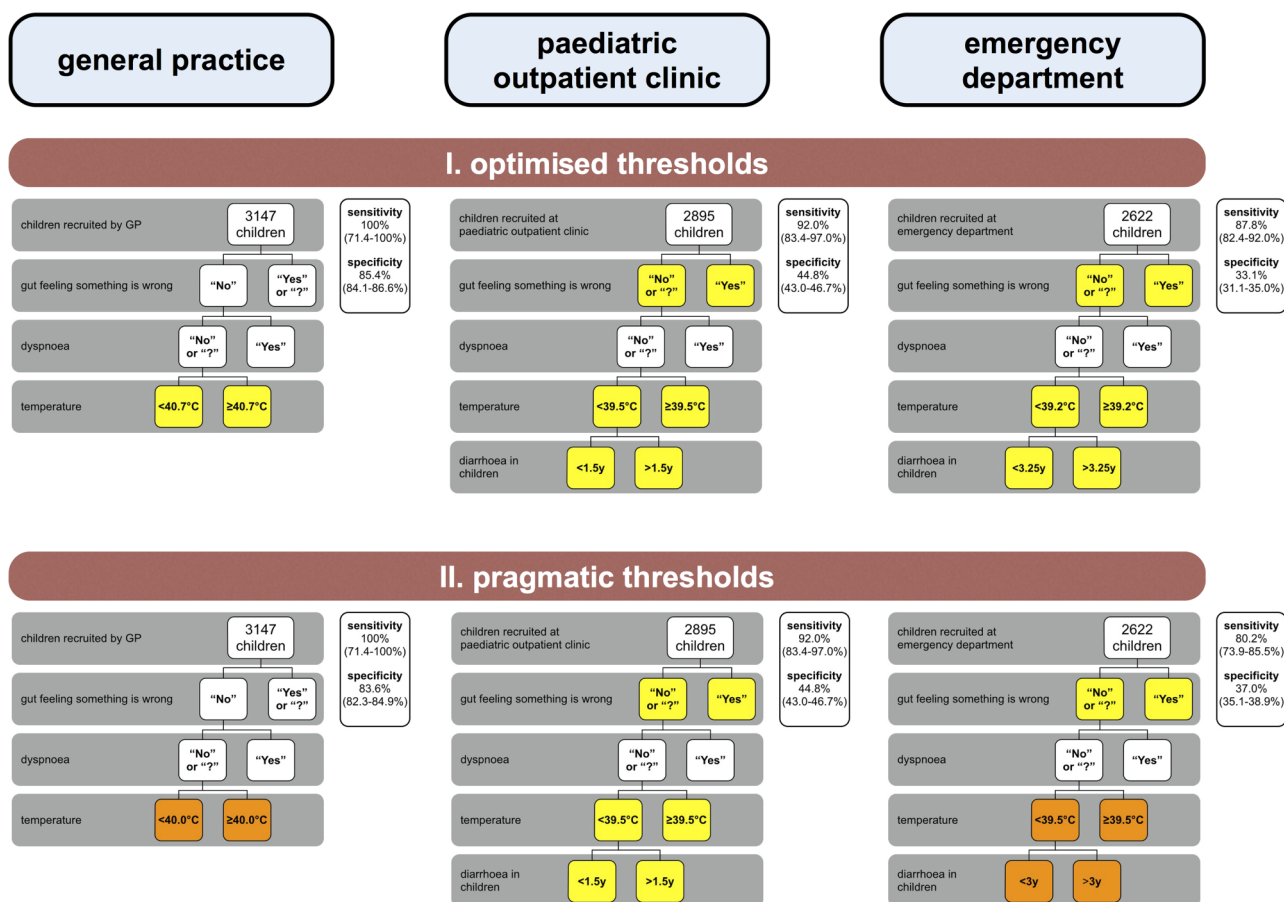 general practice
paediatric
outpatient clinic
emergency
department
I. optimised thresholds
children recruited by GP
3147
children
gut feeling something is wrong
“No”
“Yes”
or “?”
dyspnoea
“No”
or “?”
“Yes”
temperature
<40.7°C
≥40.7°C
sensitivity
100%
(71.4-100%)
specificity
85.4%
(84.1-86.6%)
children recruited at
paediatric outpatient clinic
2895
children
gut feeling something is wrong
“No”
or “?”
“Yes”
dyspnoea
“No”
or “?”
“Yes”
temperature
<39.5°C
≥39.5°C
diarrhoea in
children
<1.5y
>1.5y
sensitivity
92.0%
(83.4-97.0%)
specificity
44.8%
(43.0-46.7%)
children recruited at
emergency department
2622
children
gut feeling something is wrong
“No”
or “?”
“Yes”
dyspnoea
“No”
or “?”
“Yes”
temperature
<39.2°C
≥39.2°C
diarrhoea in
children
<3.25y
>3.25y
sensitivity
87.8%
(82.4-92.0%)
specificity
33.1%
(31.1-35.0%)
II. pragmatic thresholds
children recruited by GP
3147
children
gut feeling something is wrong
“No”
“Yes”
or “?”
dyspnoea
“No”
or “?”
“Yes”
temperature
<40.0°C
≥40.0°C
sensitivity
100%
(71.4-100%)
specificity
83.6%
(82.3-84.9%)
children recruited at
paediatric outpatient clinic
2895
children
gut feeling something is wrong
“No”
or “?”
“Yes”
dyspnoea
“No”
or “?”
“Yes”
temperature
<39.5°C
≥39.5°C
diarrhoea in
children
<1.5y
>1.5y
sensitivity
92.0%
(83.4-97.0%)
specificity
44.8%
(43.0-46.7%)
children recruited at
emergency department
2622
children
gut feeling something is wrong
“No”
or “?”
“Yes”
dyspnoea
“No”
or “?”
“Yes”
temperature
<39.5°C
≥39.5°C
diarrhoea in
children
<3y
>3y
sensitivity
80.2%
(73.9-85.5%)
specificity
37.0%
(35.1-38.9%)